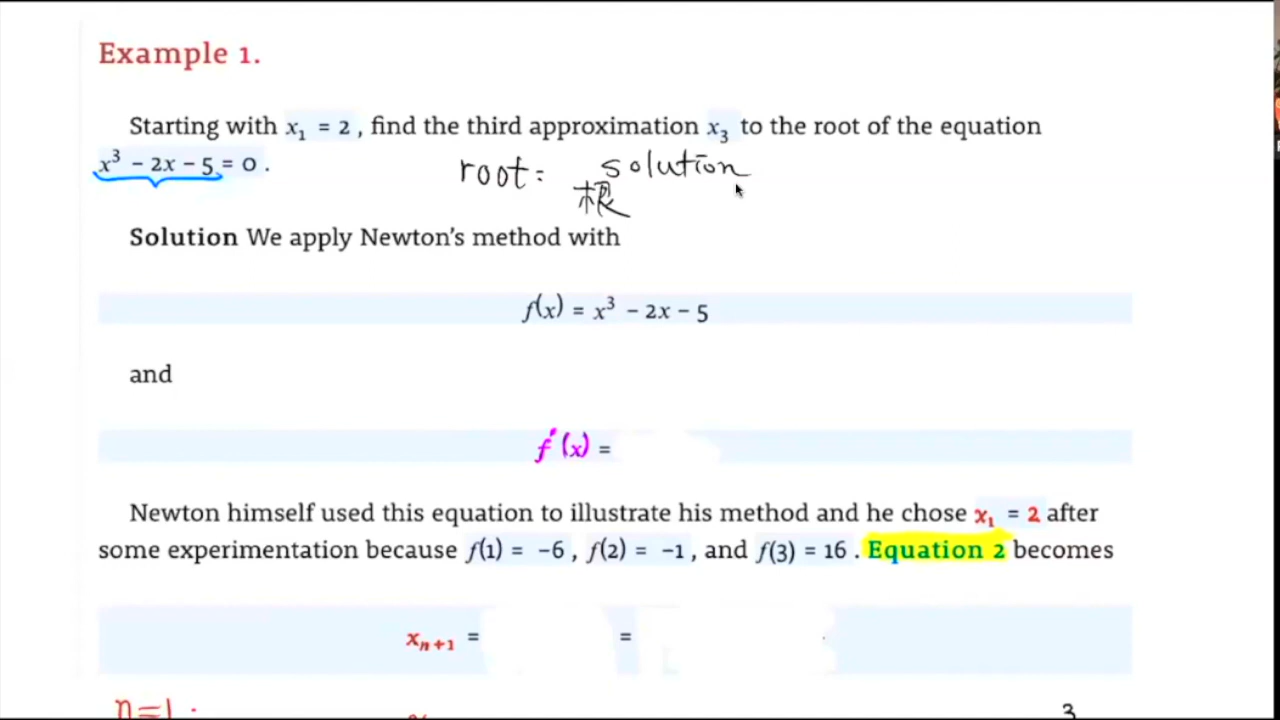 Example 1.
Starting with x₁ = 2 , find the third approximation x₃ to the root of the equation
x³ − 2x − 5 = 0 .
root: solution
根
Solution We apply Newton's method with
f(x) = x³ − 2x − 5
and
f′(x) =
Newton himself used this equation to illustrate his method and he chose x₁ = 2 after
some experimentation because f(1) = −6 , f(2) = −1 , and f(3) = 16 . Equation 2 becomes
xₙ₊₁ = =
n=1 :
3